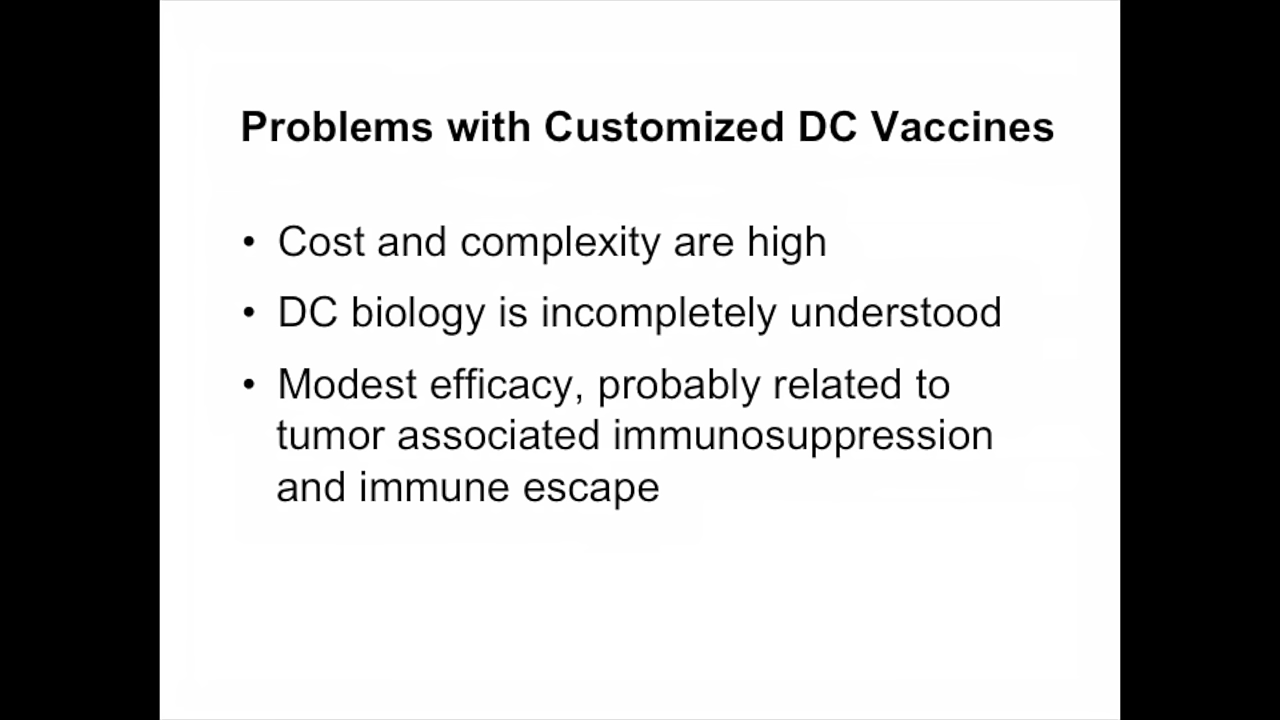 Problems with Customized DC Vaccines
• Cost and complexity are high
• DC biology is incompletely understood
• Modest efficacy, probably related to
tumor associated immunosuppression
and immune escape